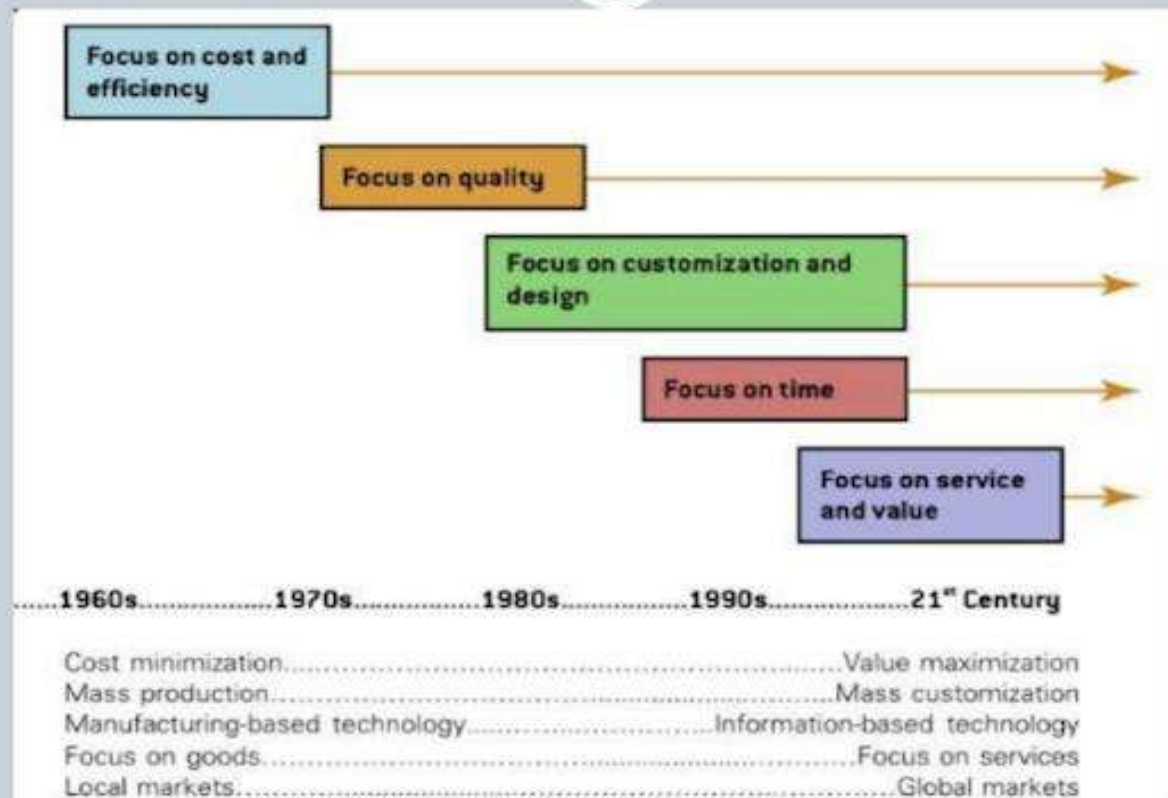 Focus on cost and
efficiency
Focus on quality
Focus on customization and
design
Focus on time
Focus on service
and value
......1960s.................1970s................1980s................1990s.................21st Century
Cost minimization....................................................................Value maximization
Mass production....................................................................Mass customization
Manufacturing-based technology..............................Information-based technology
Focus on goods....................................................................Focus on services
Local markets....................................................................Global markets